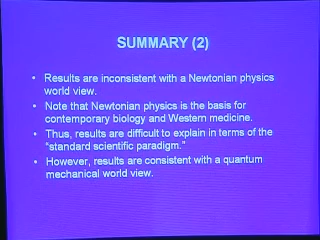 SUMMARY (2)
• Results are inconsistent with a Newtonian physics
world view.
• Note that Newtonian physics is the basis for
contemporary biology and Western medicine.
• Thus, results are difficult to explain in terms of the
“standard scientific paradigm.”
• However, results are consistent with a quantum
mechanical world view.